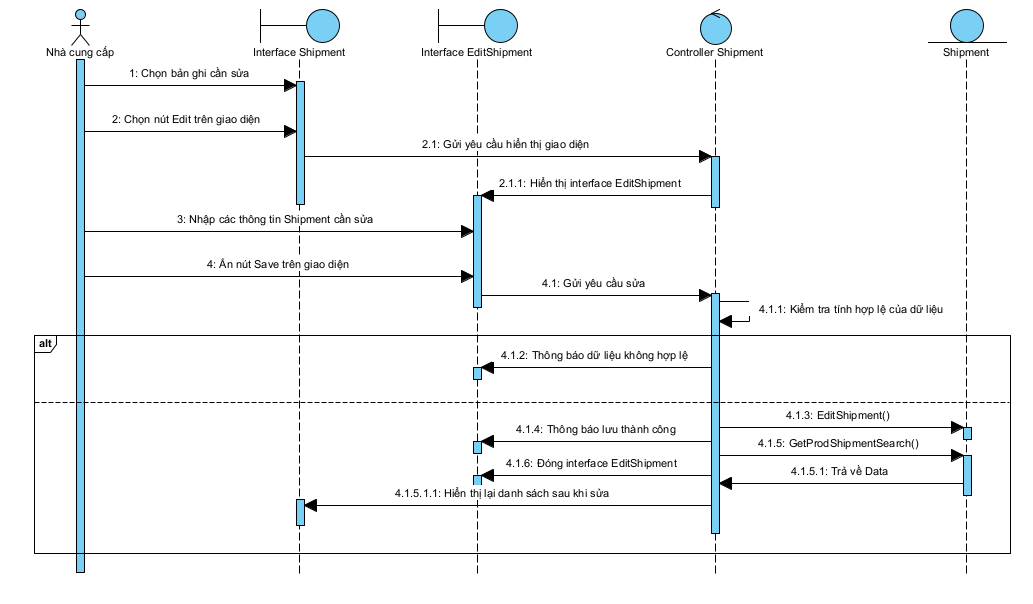 Nhà cung cấp
Interface Shipment
Interface EditShipment
Controller Shipment
Shipment
1: Chọn bản ghi cần sửa
2: Chọn nút Edit trên giao diện
2.1: Gửi yêu cầu hiển thị giao diện
2.1.1: Hiển thị interface EditShipment
3: Nhập các thông tin Shipment cần sửa
4: Ấn nút Save trên giao diện
4.1: Gửi yêu cầu sửa
4.1.1: Kiểm tra tính hợp lệ của dữ liệu
alt
4.1.2: Thông báo dữ liệu không hợp lệ
4.1.3: EditShipment()
4.1.4: Thông báo lưu thành công
4.1.5: GetProdShipmentSearch()
4.1.6: Đóng interface EditShipment
4.1.5.1: Trả về Data
4.1.5.1.1: Hiển thị lại danh sách sau khi sửa